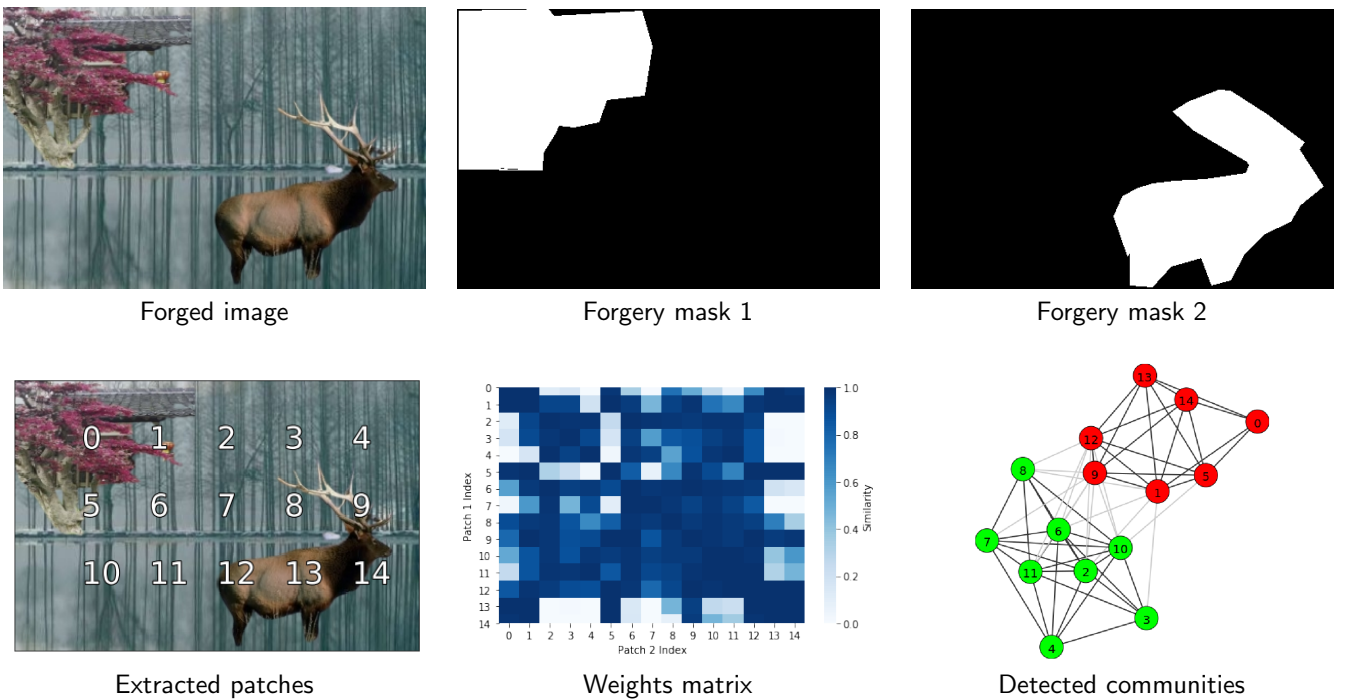 Forged image
Forgery mask 1
Forgery mask 2
0 1 2 3 4
5 6 7 8 9
10 11 12 13 14
Extracted patches
Patch 1 Index
0
1
2
3
4
5
6
7
8
9
10
11
12
13
14
0 1 2 3 4 5 6 7 8 9 10 11 12 13 14
Patch 2 Index
1.0
0.8
0.6
0.4
0.2
0.0
Similarity
Weights matrix
13
14
0
12
8
9
5
1
6
7
10
11
2
3
4
Detected communities